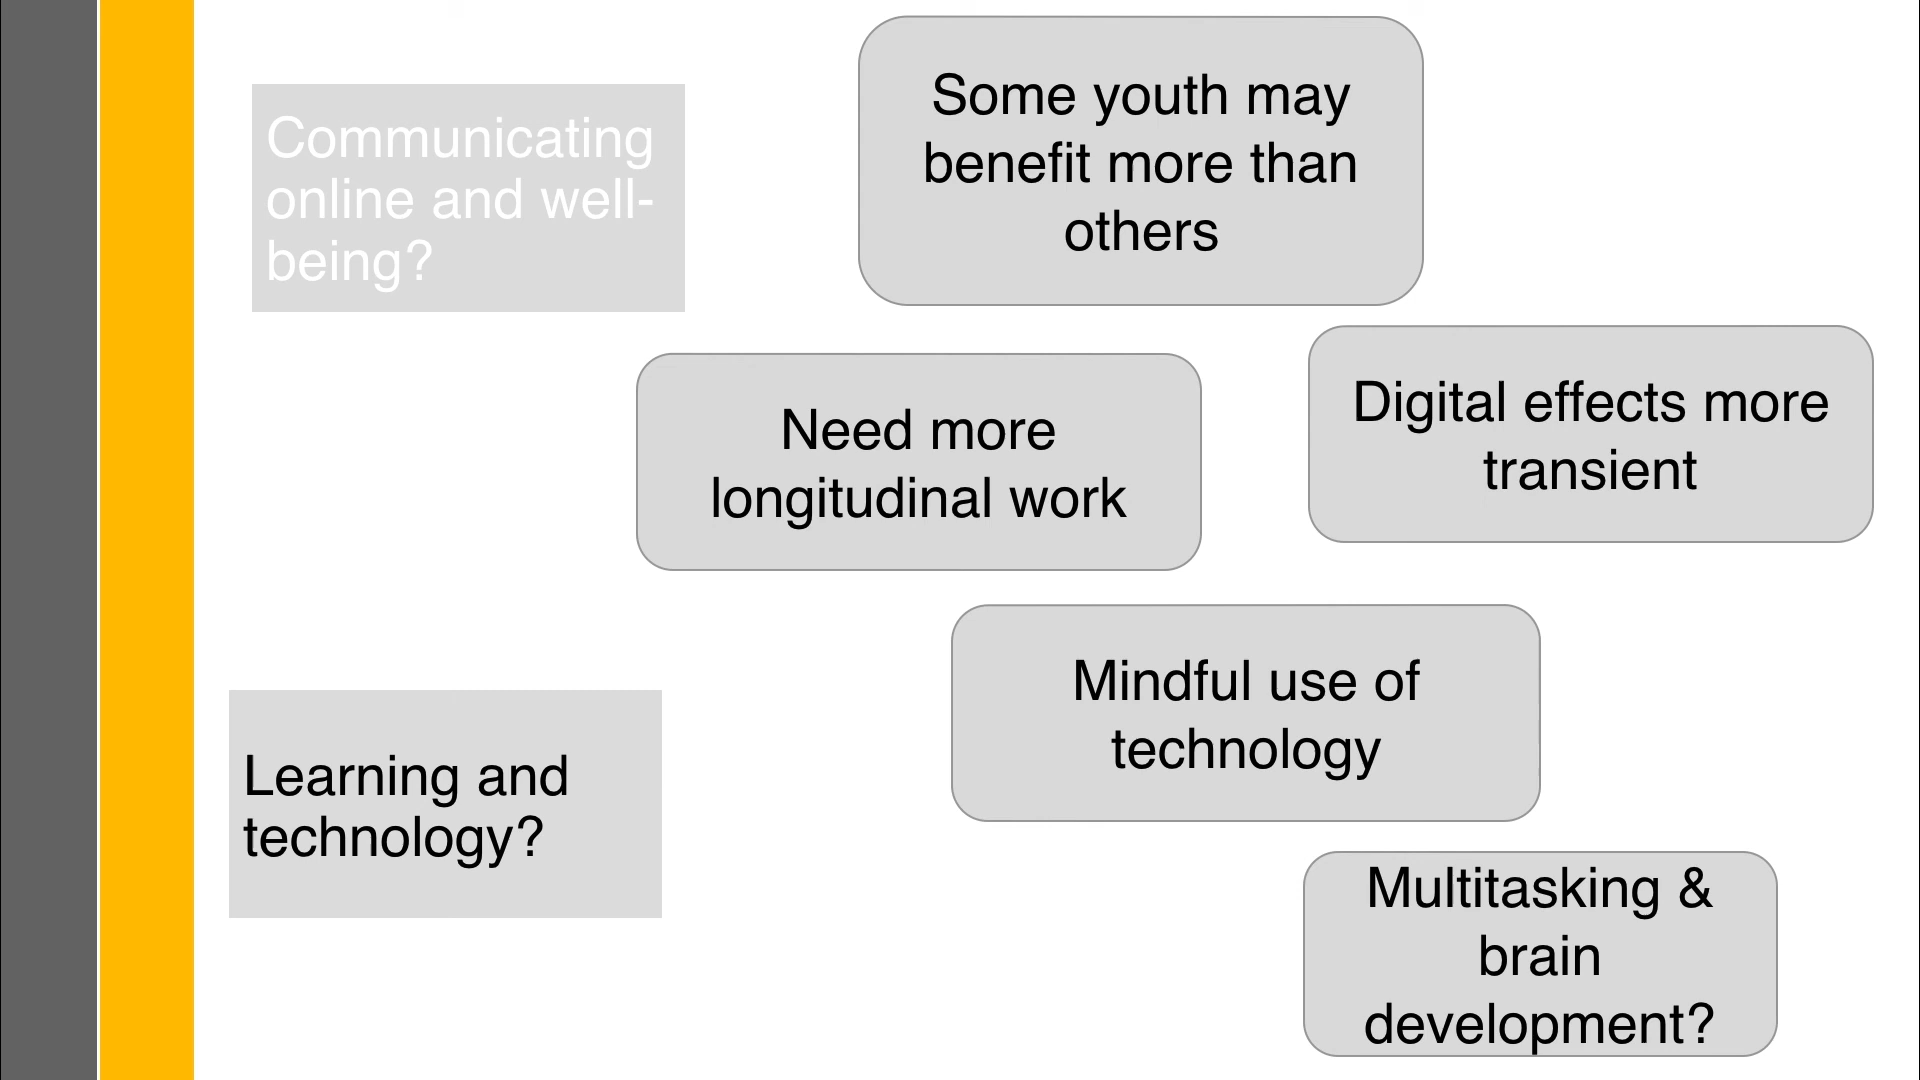 Communicating
online and well-
being?
Some youth may
benefit more than
others
Need more
longitudinal work
Digital effects more
transient
Learning and
technology?
Mindful use of
technology
Multitasking &
brain
development?